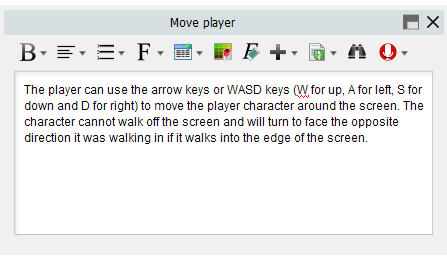 Move player
B
F
F
The player can use the arrow keys or WASD keys (W for up, A for left, S for
down and D for right) to move the player character around the screen. The
character cannot walk off the screen and will turn to face the opposite
direction it was walking in if it walks into the edge of the screen.